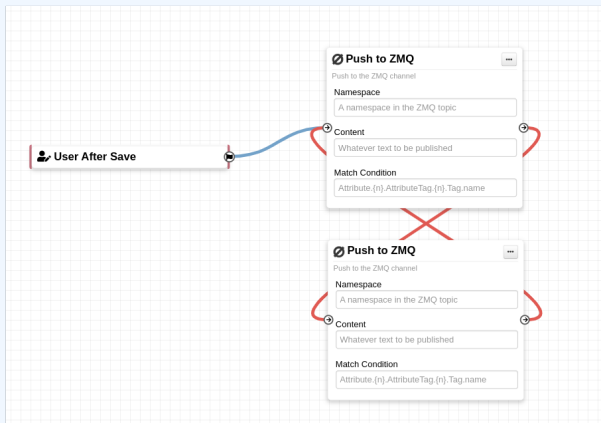 Push to ZMQ
...
Push to the ZMQ channel
Namespace
A namespace in the ZMQ topic
Content
Whatever text to be published
Match Condition
Attribute.{n}.AttributeTag.{n}.Tag.name
User After Save
Push to ZMQ
...
Push to the ZMQ channel
Namespace
A namespace in the ZMQ topic
Content
Whatever text to be published
Match Condition
Attribute.{n}.AttributeTag.{n}.Tag.name